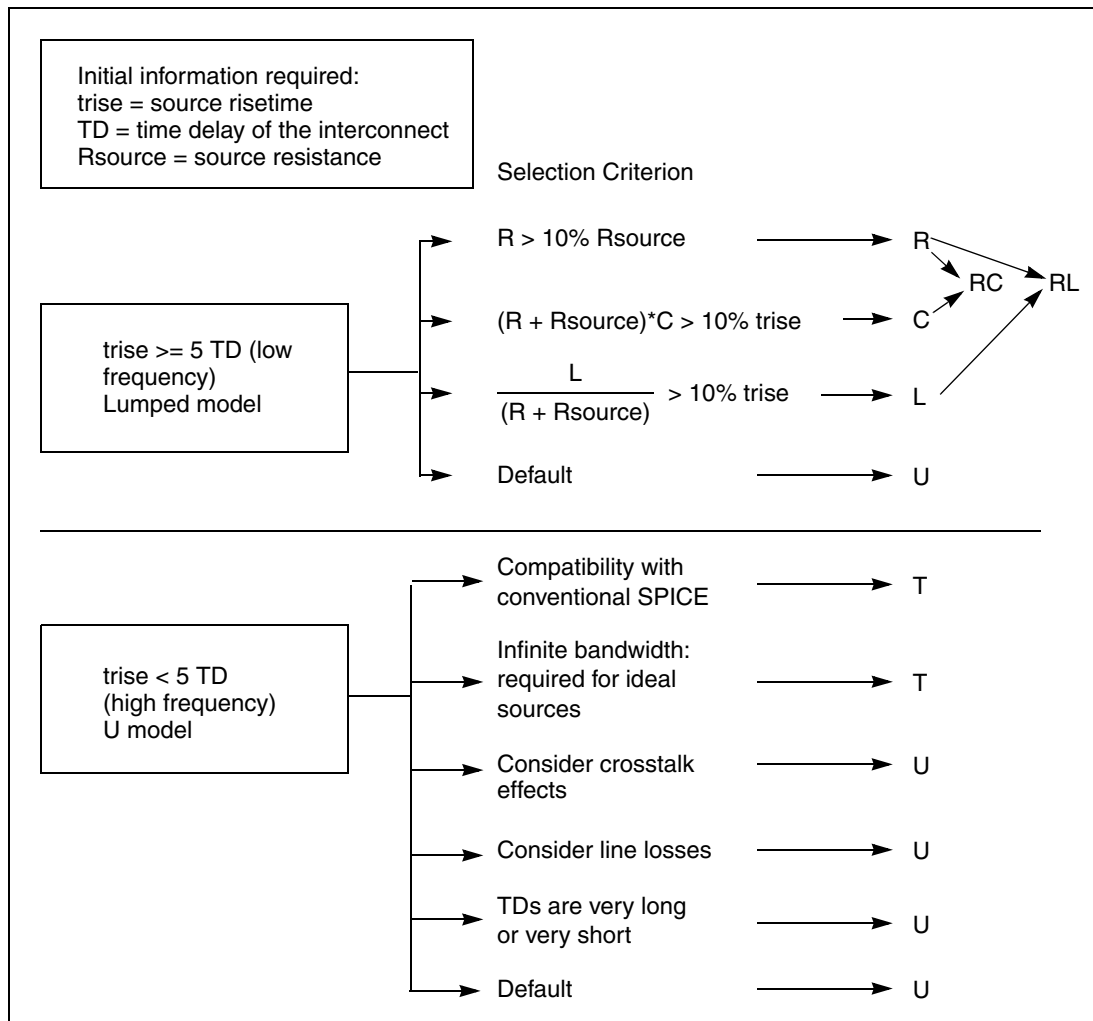 Initial information required:
trise = source risetime
TD = time delay of the interconnect
Rsource = source resistance
Selection Criterion
trise >= 5 TD (low
frequency)
Lumped model
R > 10% Rsource
R
RC
RL
(R + Rsource)*C > 10% trise
C
L
(R + Rsource)
> 10% trise
L
Default
U
trise < 5 TD
(high frequency)
U model
Compatibility with
conventional SPICE
T
Infinite bandwidth:
required for ideal
sources
T
Consider crosstalk
effects
U
Consider line losses
U
TDs are very long
or very short
U
Default
U